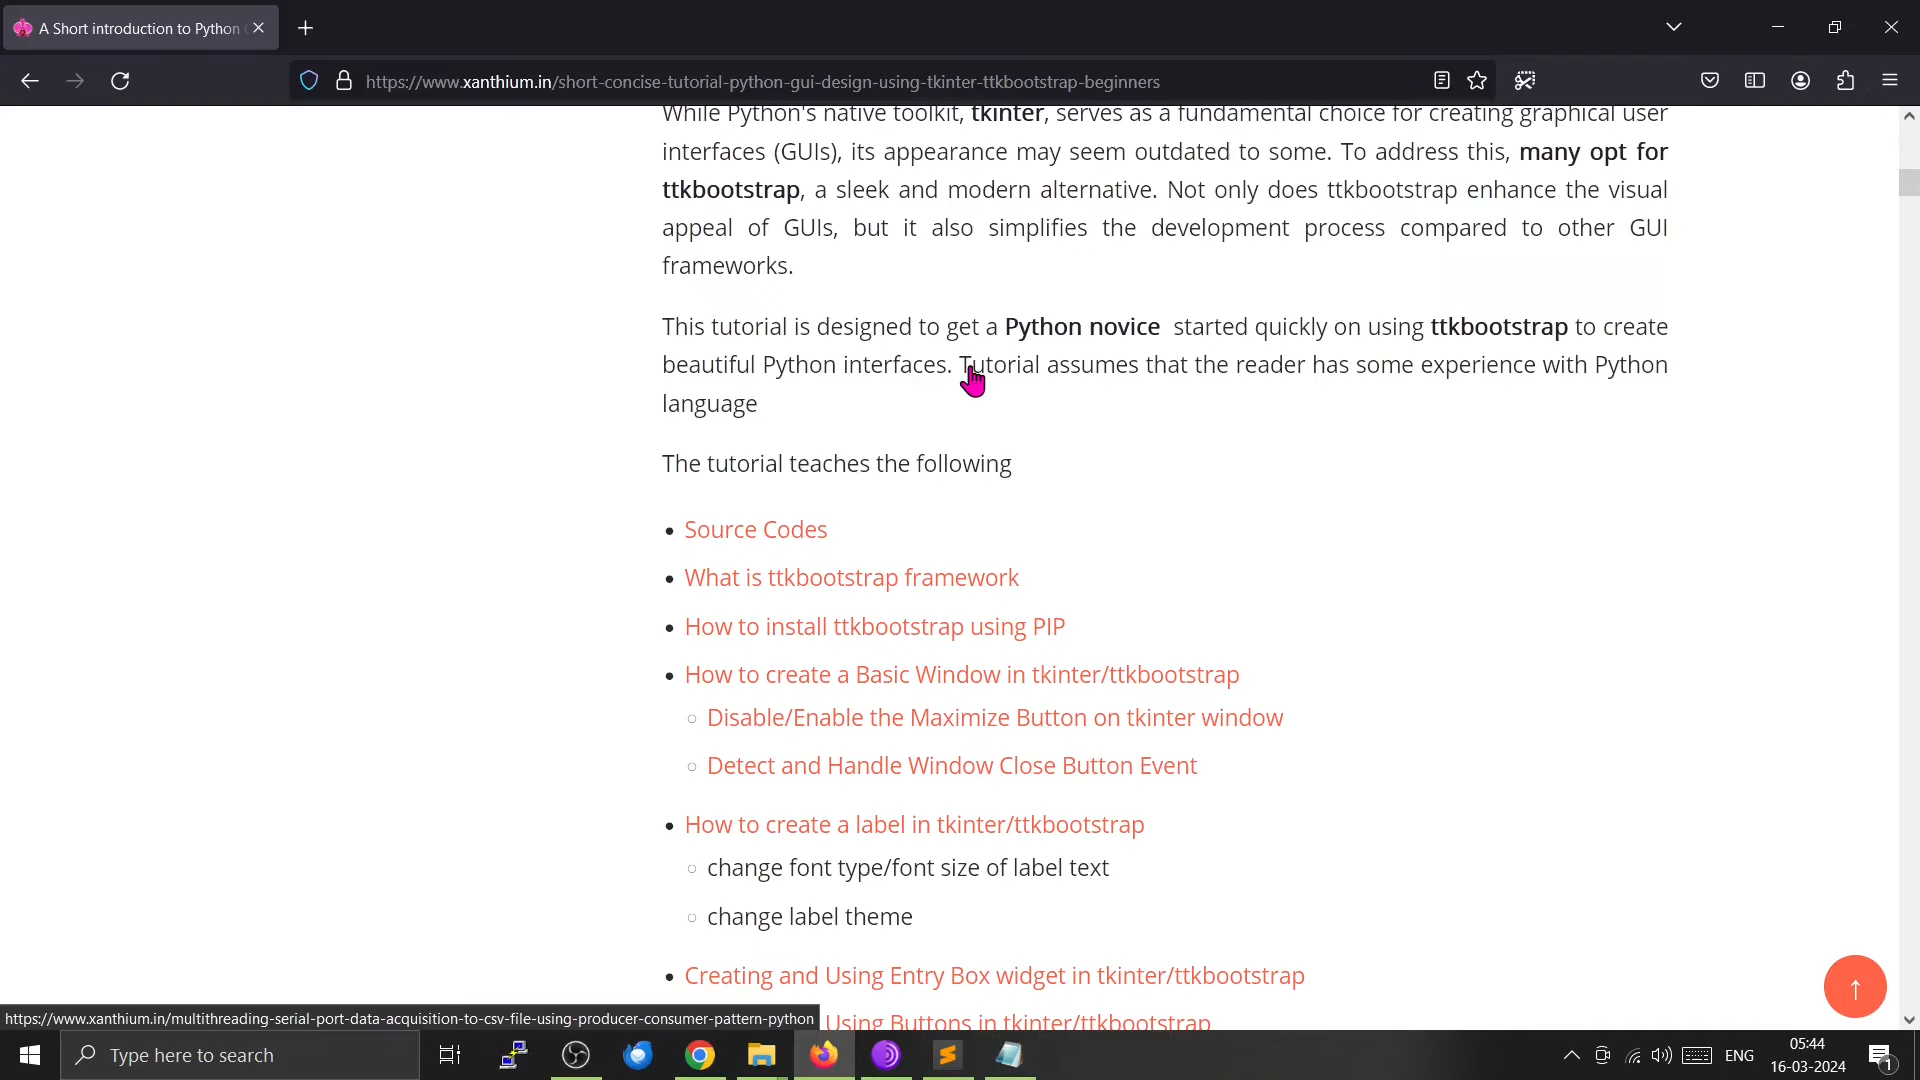 A Short introduction to Python
https://www.xanthium.in/short-concise-tutorial-python-gui-design-using-tkinter-ttkbootstrap-beginners
While Python's native toolkit, tkinter, serves as a fundamental choice for creating graphical user
interfaces (GUIs), its appearance may seem outdated to some. To address this, many opt for
ttkbootstrap, a sleek and modern alternative. Not only does ttkbootstrap enhance the visual
appeal of GUIs, but it also simplifies the development process compared to other GUI
frameworks.
This tutorial is designed to get a Python novice started quickly on using ttkbootstrap to create
beautiful Python interfaces. Tutorial assumes that the reader has some experience with Python
language
The tutorial teaches the following
Source Codes
What is ttkbootstrap framework
How to install ttkbootstrap using PIP
How to create a Basic Window in tkinter/ttkbootstrap
Disable/Enable the Maximize Button on tkinter window
Detect and Handle Window Close Button Event
How to create a label in tkinter/ttkbootstrap
change font type/font size of label text
change label theme
Creating and Using Entry Box widget in tkinter/ttkbootstrap
https://www.xanthium.in/multithreading-serial-port-data-acquisition-to-csv-file-using-producer-consumer-pattern-python
Using Buttons in tkinter/ttkbootstrap
Type here to search
ENG
05:44
16-03-2024
1